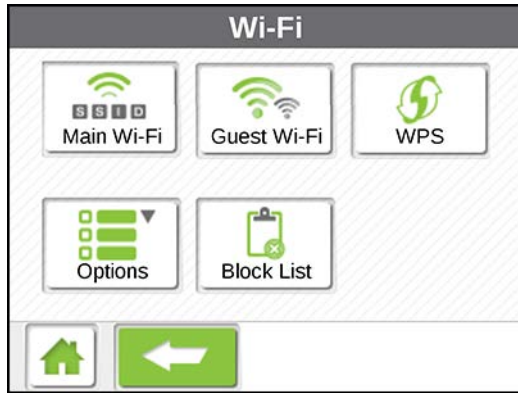 Wi-Fi
SSID
Main Wi-Fi
Guest Wi-Fi
WPS
Options
Block List